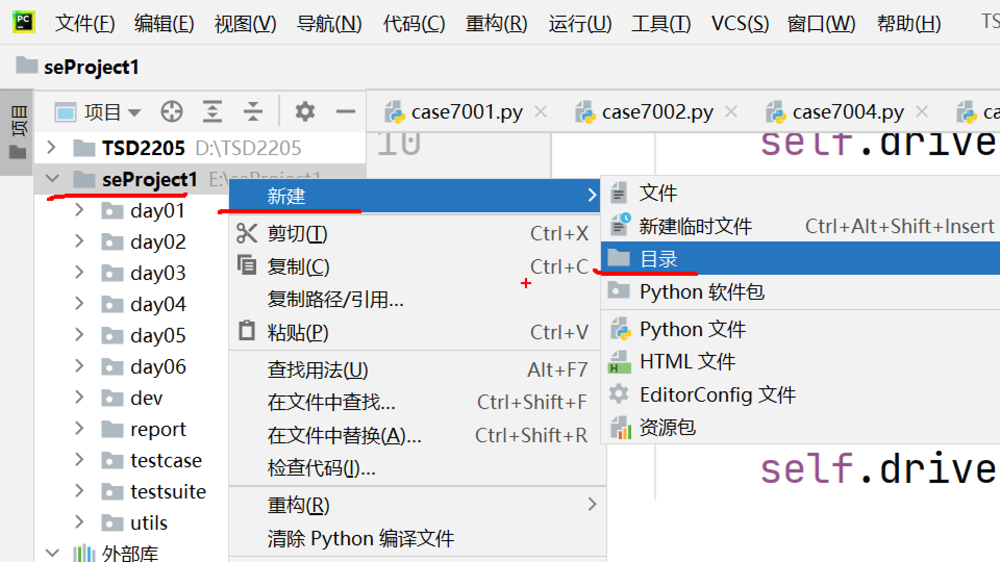 PC
文件(F) 编辑(E) 视图(V) 导航(N) 代码(C) 重构(R) 运行(U) 工具(T) VCS(S) 窗口(W) 帮助(H) TS
seProject1
项目
项目
case7001.py case7002.py case7004.py ca
TSD2205 D:\TSD2205
10
self.drive
seProject1 E:\seProject1
day01
day02
day03
day04
day05
day06
dev
report
testcase
testsuite
utils
外部库
新建
剪切(T) Ctrl+X
复制(C) Ctrl+C
复制路径/引用...
粘贴(P) Ctrl+V
查找用法(U) Alt+F7
在文件中查找... Ctrl+Shift+F
在文件中替换(A)... Ctrl+Shift+R
检查代码(I)...
重构(R)
清除 Python 编译文件
文件
新建临时文件 Ctrl+Alt+Shift+Insert
目录
Python 软件包
Python 文件
H
HTML 文件
EditorConfig 文件
资源包
self.drive